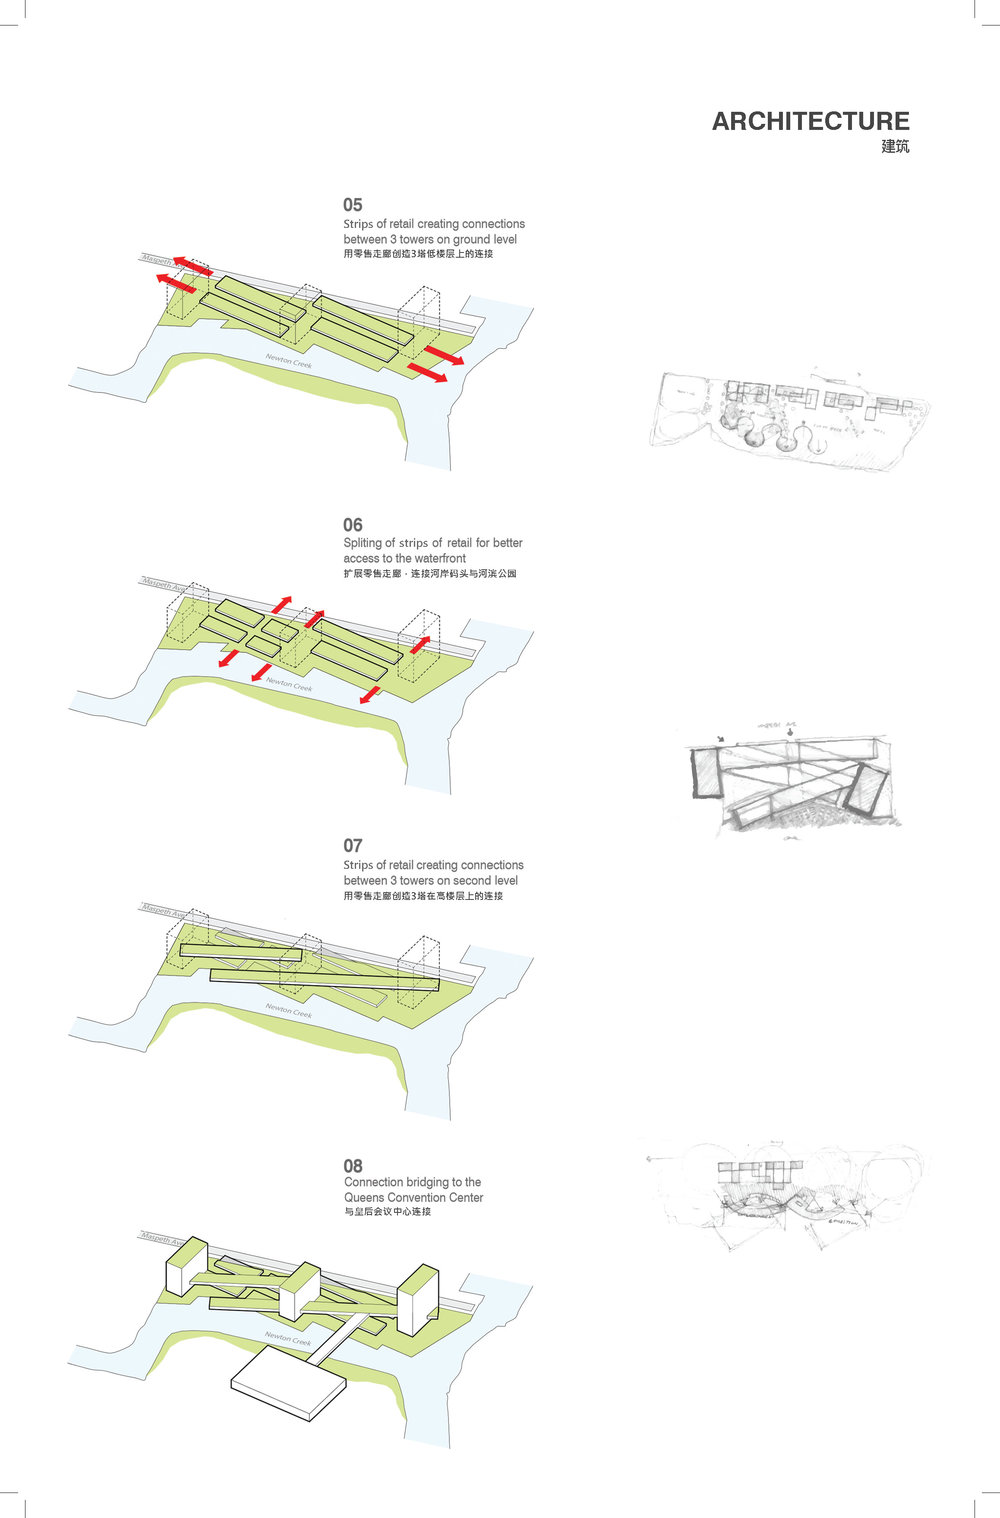 ARCHITECTURE
建筑
05
Strips of retail creating connections
between 3 towers on ground level
用零售走廊创造3塔低楼层上的连接
Maspeth
Newton Creek
06
Spliting of strips of retail for better
access to the waterfront
扩展零售走廊，连接河岸码头与河滨公园
Maspeth Ave
Newton Creek
07
Strips of retail creating connections
between 3 towers on second level
用零售走廊创造3塔在高楼层上的连接
Maspeth Ave
Newton Creek
08
Connection bridging to the
Queens Convention Center
与皇后会议中心连接
Maspeth Ave
Newton Creek